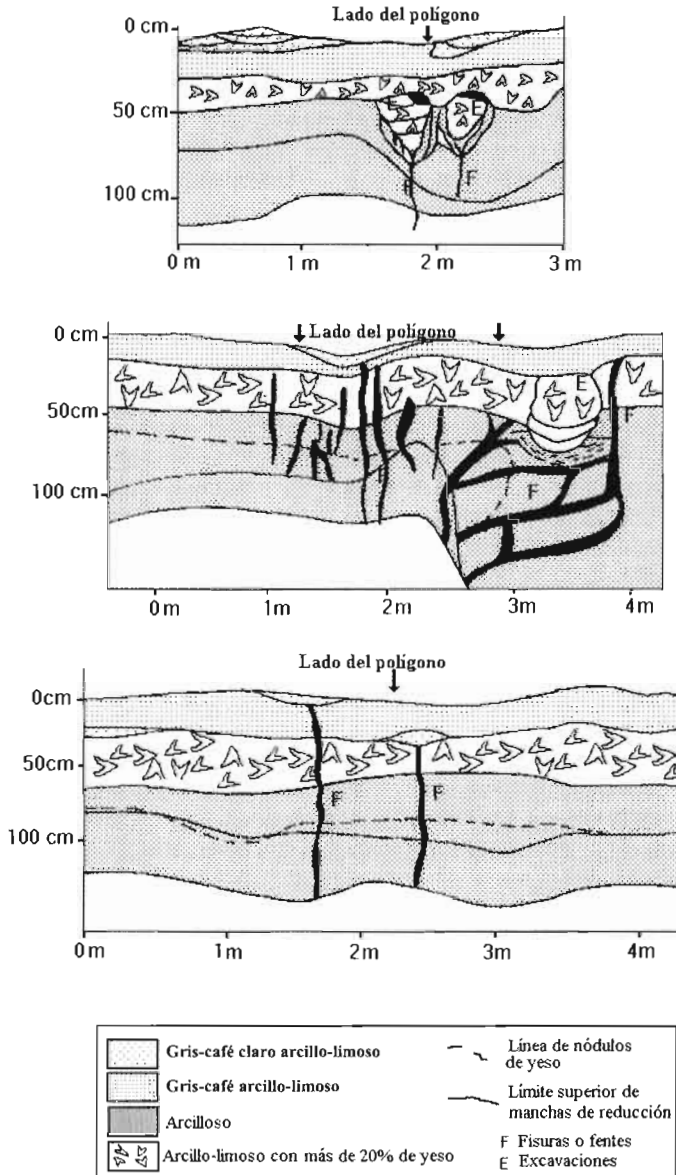 Lado del polígono
0 cm
50 cm
100 cm
E
E
F
F
0 m
1 m
2 m
3 m
Lado del polígono
0 cm
50cm
100 cm
E
F
F
0m
1m
2m
3m
4m
Lado del polígono
0cm
50cm
100 cm
F
F
0m
1m
2m
3m
4m
Gris-café claro arcillo-limoso
Gris-café arcillo-limoso
Arcilloso
Arcillo-limoso con más de 20% de yeso
Línea de nódulos
de yeso
Límite superior de
manchas de reducción
F Fisuras o fentes
E Excavaciones